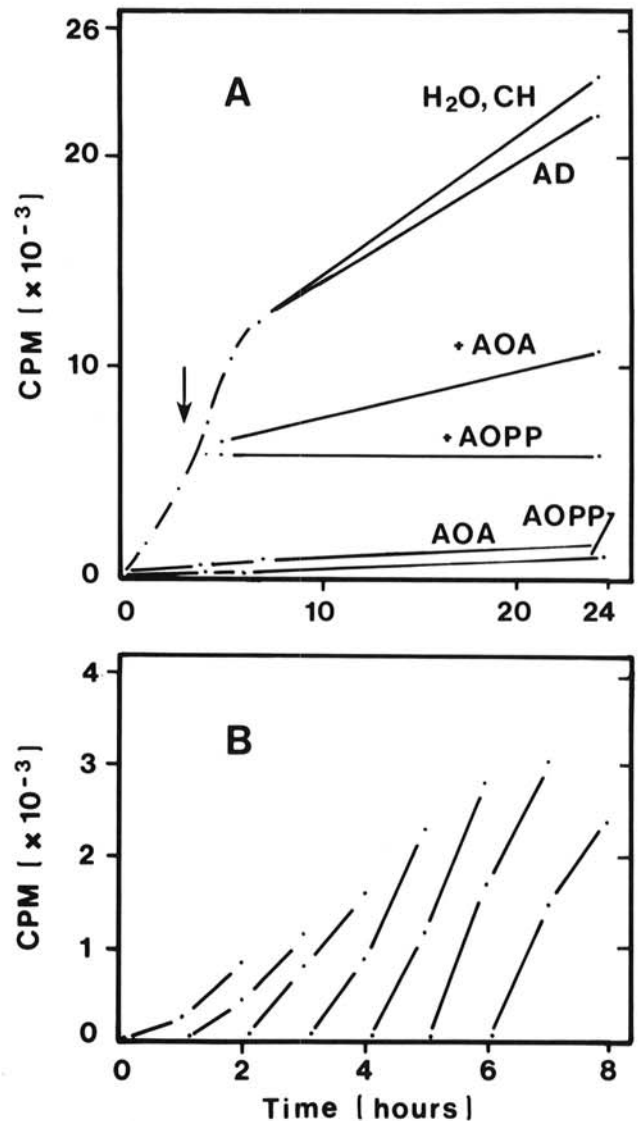 26
A
H₂O, CH
20
AD
CPM [×10⁻³]
+ AOA
10
+ AOPP
AOPP
AOA
0
0 10 20 24
4
B
3
CPM [×10⁻³]
2
1
0
0 2 4 6 8
Time [hours]